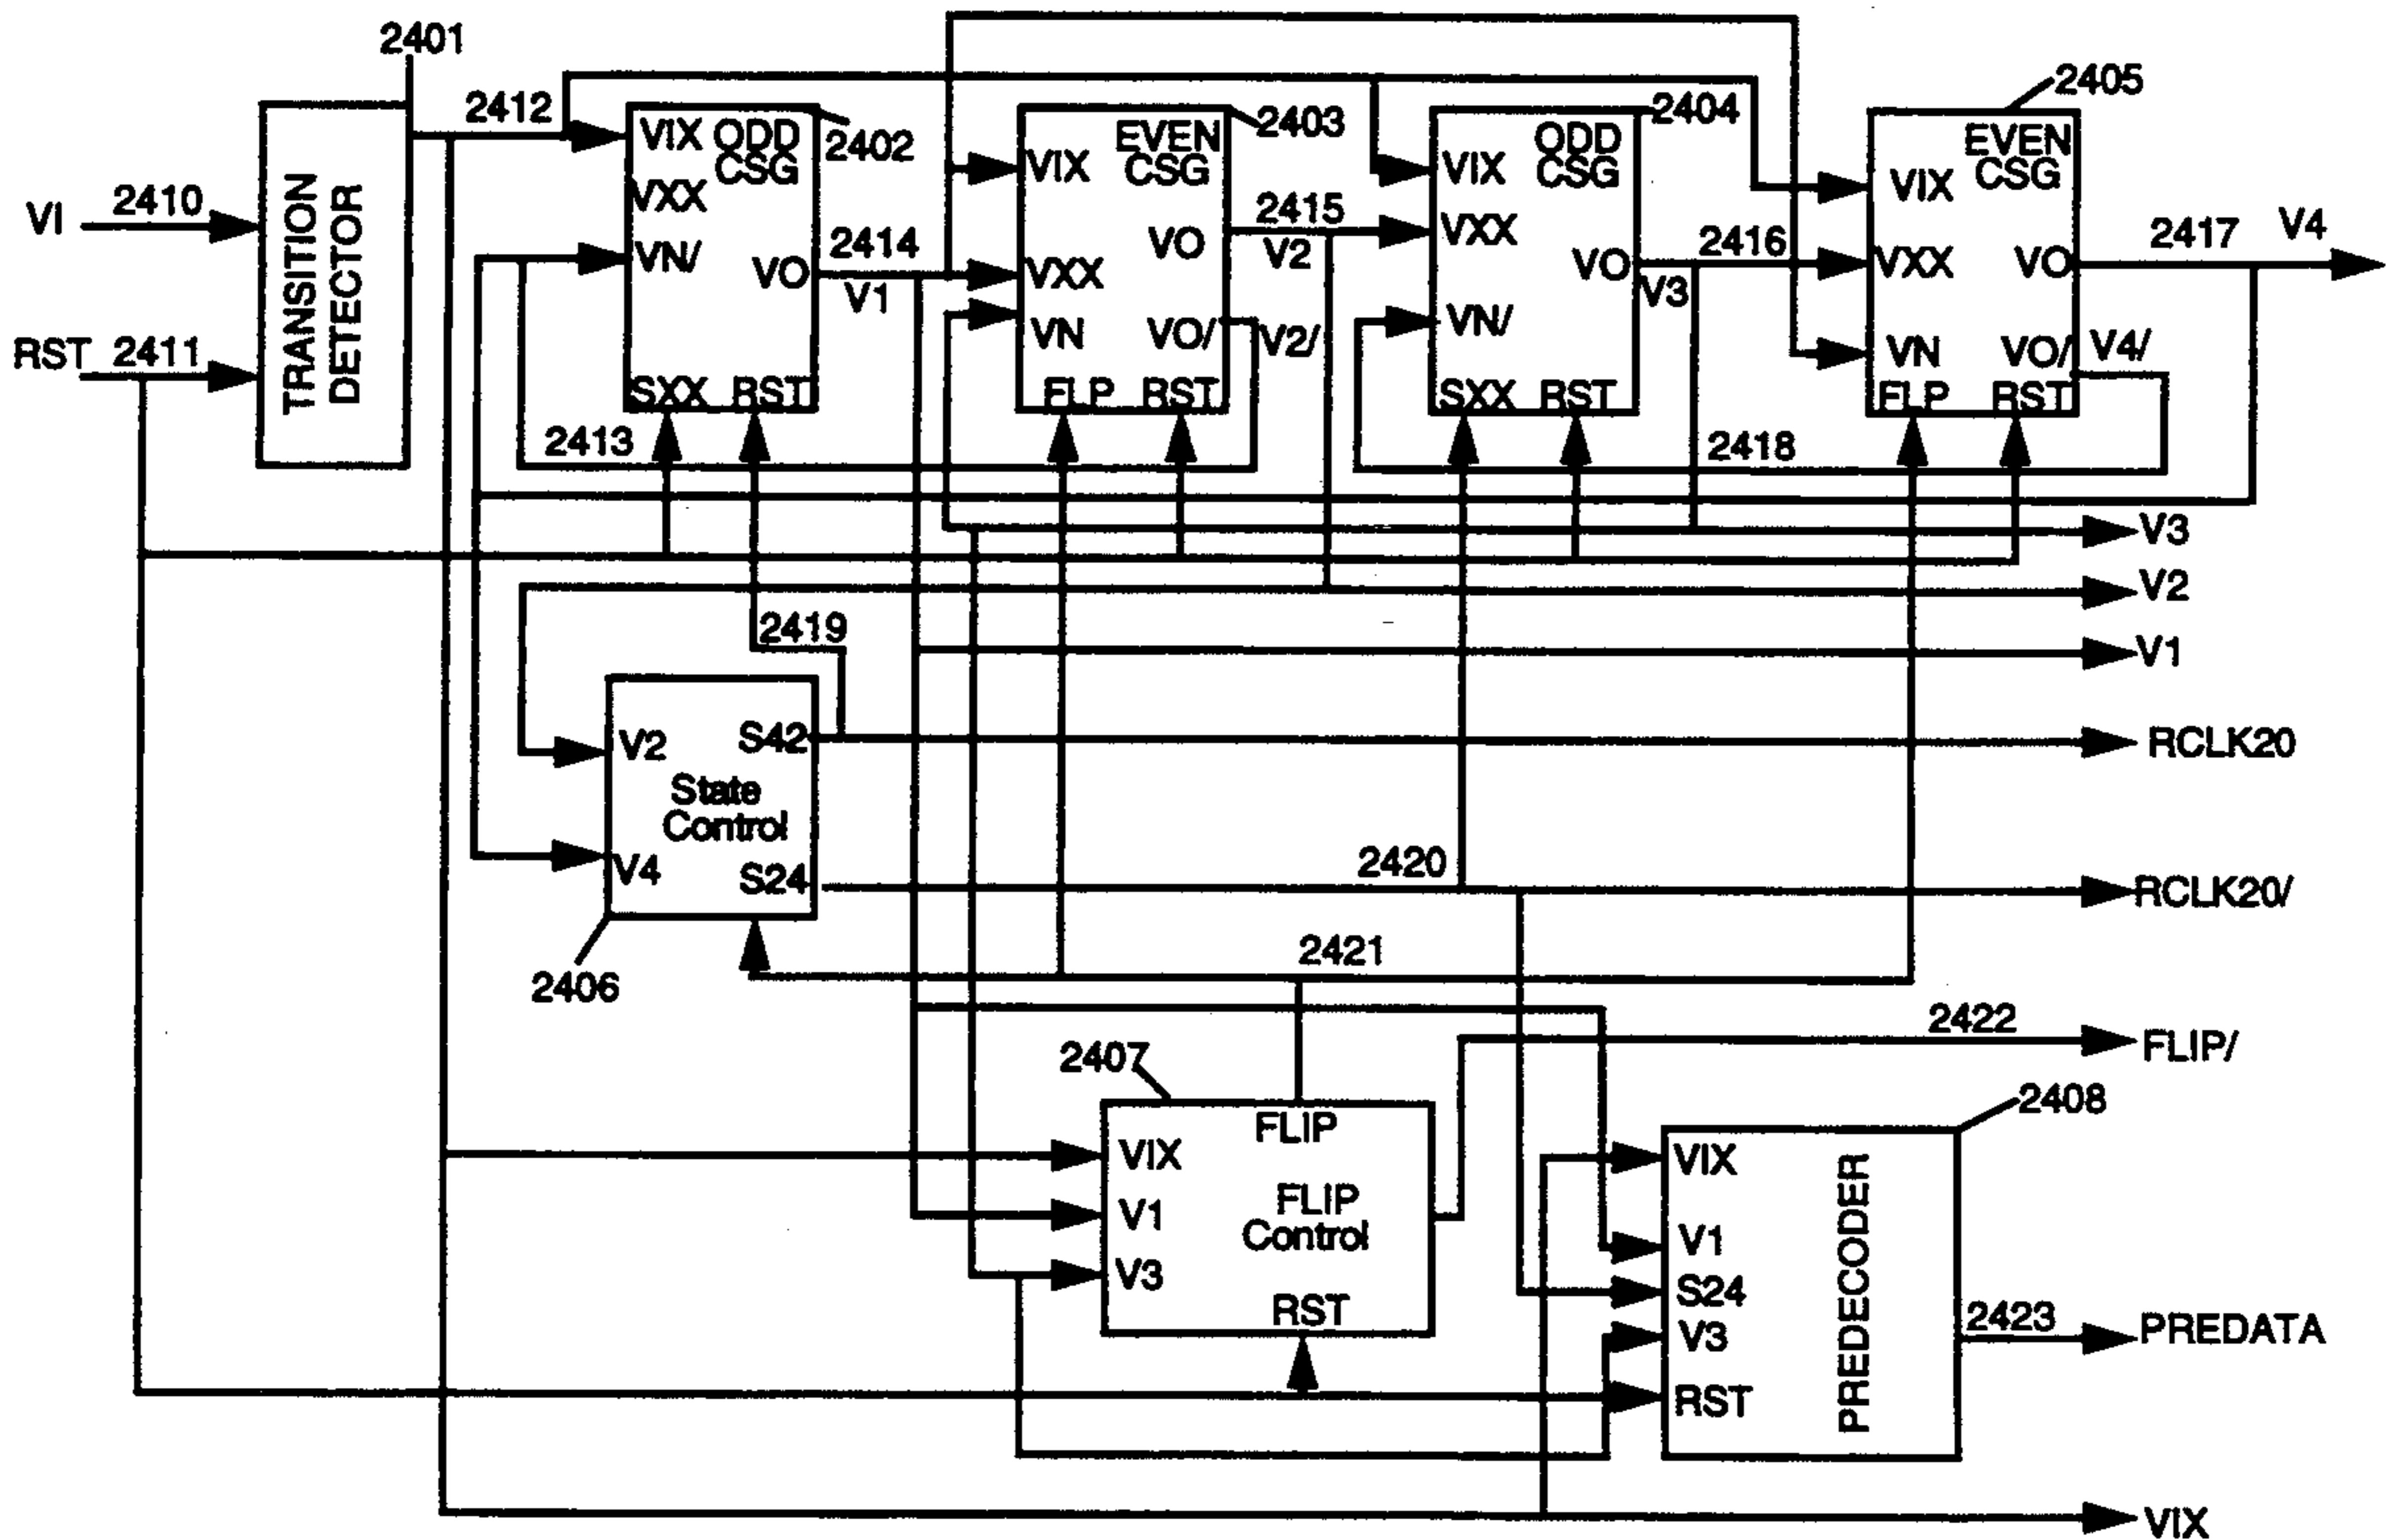 2401
2412
2410
VI
RST
2411
TRANSITION
DETECTOR
VIX
ODD
CSG
2402
VXX
VN/
VO
SXX
RST
2414
V1
2413
VIX
EVEN
CSG
2403
VXX
VO
VN
VO/
FLP
RST
2415
V2
V2/
2404
VIX
ODD
CSG
VXX
VO
VN/
SXX
RST
2416
V3
2405
EVEN
CSG
VIX
VXX
VO
VN
VO/
FLP
RST
2417
V4
V4/
2418
V3
V2
V1
2419
V2
S42
State
Control
V4
S24
2406
RCLK20
2420
RCLK20/
2421
2422
FLIP/
2407
FLIP
VIX
FLIP
Control
V1
V3
RST
2408
VIX
V1
S24
V3
RST
PREDECODER
2423
PREDATA
VIX